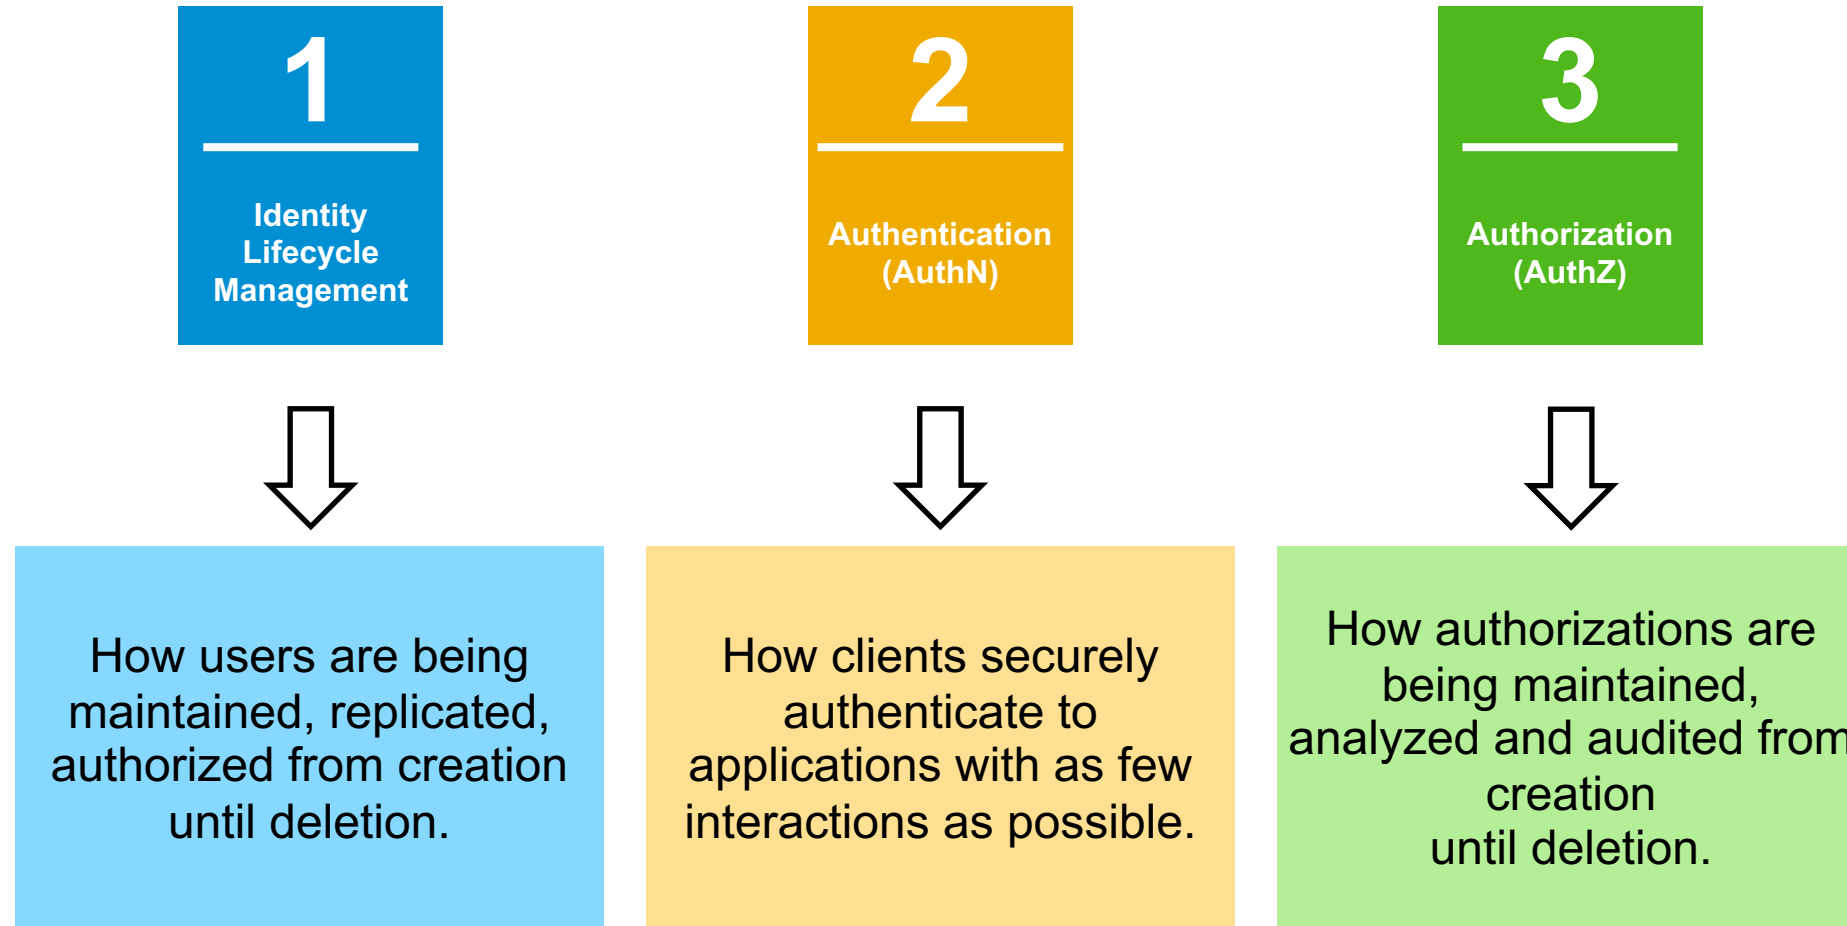 1
Identity
Lifecycle
Management
How users are being
maintained, replicated,
authorized from creation
until deletion.
2
Authentication
(AuthN)
How clients securely
authenticate to
applications with as few
interactions as possible.
3
Authorization
(AuthZ)
How authorizations are
being maintained,
analyzed and audited from
creation
until deletion.